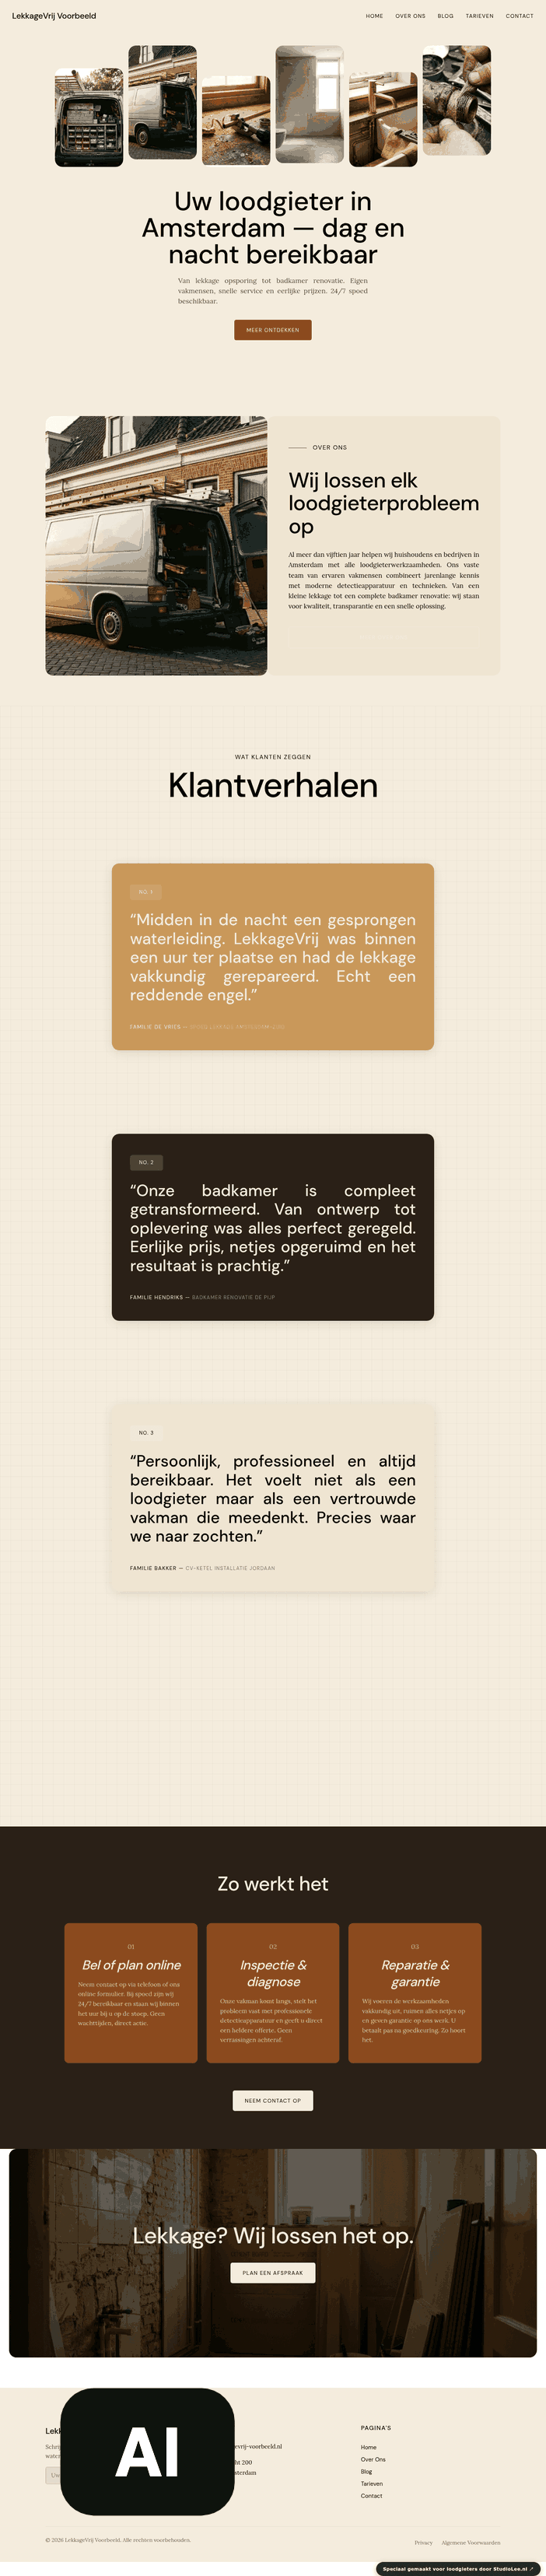 LekkageVrij Voorbeeld
HOME OVER ONS BLOG TARIEVEN CONTACT
Uw loodgieter in
Amsterdam — dag en
nacht bereikbaar
Van lekkage opsporing tot badkamer renovatie. Eigen
vakmensen, snelle service en eerlijke prijzen. 24/7 spoed
beschikbaar.
MEER ONTDEKKEN
OVER ONS
Wij lossen elk
loodgieterprobleem
op
Al meer dan vijftien jaar helpen wij huishoudens en bedrijven in
Amsterdam met alle loodgieterwerkzaamheden. Ons vaste
team van ervaren vakmensen combineert jarenlange kennis
met moderne detectieapparatuur en technieken. Van een
kleine lekkage tot een complete badkamer renovatie: wij staan
voor kwaliteit, transparantie en een snelle oplossing.
WAT KLANTEN ZEGGEN
Klantverhalen
NO. 1
“Midden in de nacht een gesprongen
waterleiding. LekkageVrij was binnen
een uur ter plaatse en had de lekkage
vakkundig gerepareerd. Echt een
reddende engel.”
FAMILIE DE VRIES —
NO. 2
“Onze badkamer is compleet
getransformeerd. Van ontwerp tot
oplevering was alles perfect geregeld.
Eerlijke prijs, netjes opgeruimd en het
resultaat is prachtig.”
FAMILIE HENDRIKS — BADKAMER RENOVATIE DE PIJP
NO. 3
“Persoonlijk, professioneel en altijd
bereikbaar. Het voelt niet als een
loodgieter maar als een vertrouwde
vakman die meedenkt. Precies waar
we naar zochten.”
FAMILIE BAKKER — CV-KETEL INSTALLATIE JORDAAN
Zo werkt het
01
Bel of plan online
Neem contact op via telefoon of ons
online formulier. Bij spoed zijn wij
24/7 bereikbaar en staan wij binnen
het uur bij u op de stoep. Geen
wachttijden, direct actie.
02
Inspectie &
diagnose
Onze vakman komt langs, stelt het
probleem vast met professionele
detectieapparatuur en geeft u direct
een heldere offerte. Geen
verrassingen achteraf.
03
Reparatie &
garantie
Wij voeren de werkzaamheden
vakkundig uit, ruimen alles netjes op
en geven garantie op ons werk. U
betaalt pas na goedkeuring. Zo hoort
het.
NEEM CONTACT OP
Lekkage? Wij lossen het op.
PLAN EEN AFSPRAAK
AI
evrij-voorbeeld.nl
ht 200
sterdam
PAGINA'S
Home
Over Ons
Blog
Tarieven
Contact
© 2026 LekkageVrij Voorbeeld. Alle rechten voorbehouden.
Privacy Algemene Voorwaarden
Speciaal gemaakt voor loodgieters door StudioLeo.nl ↗